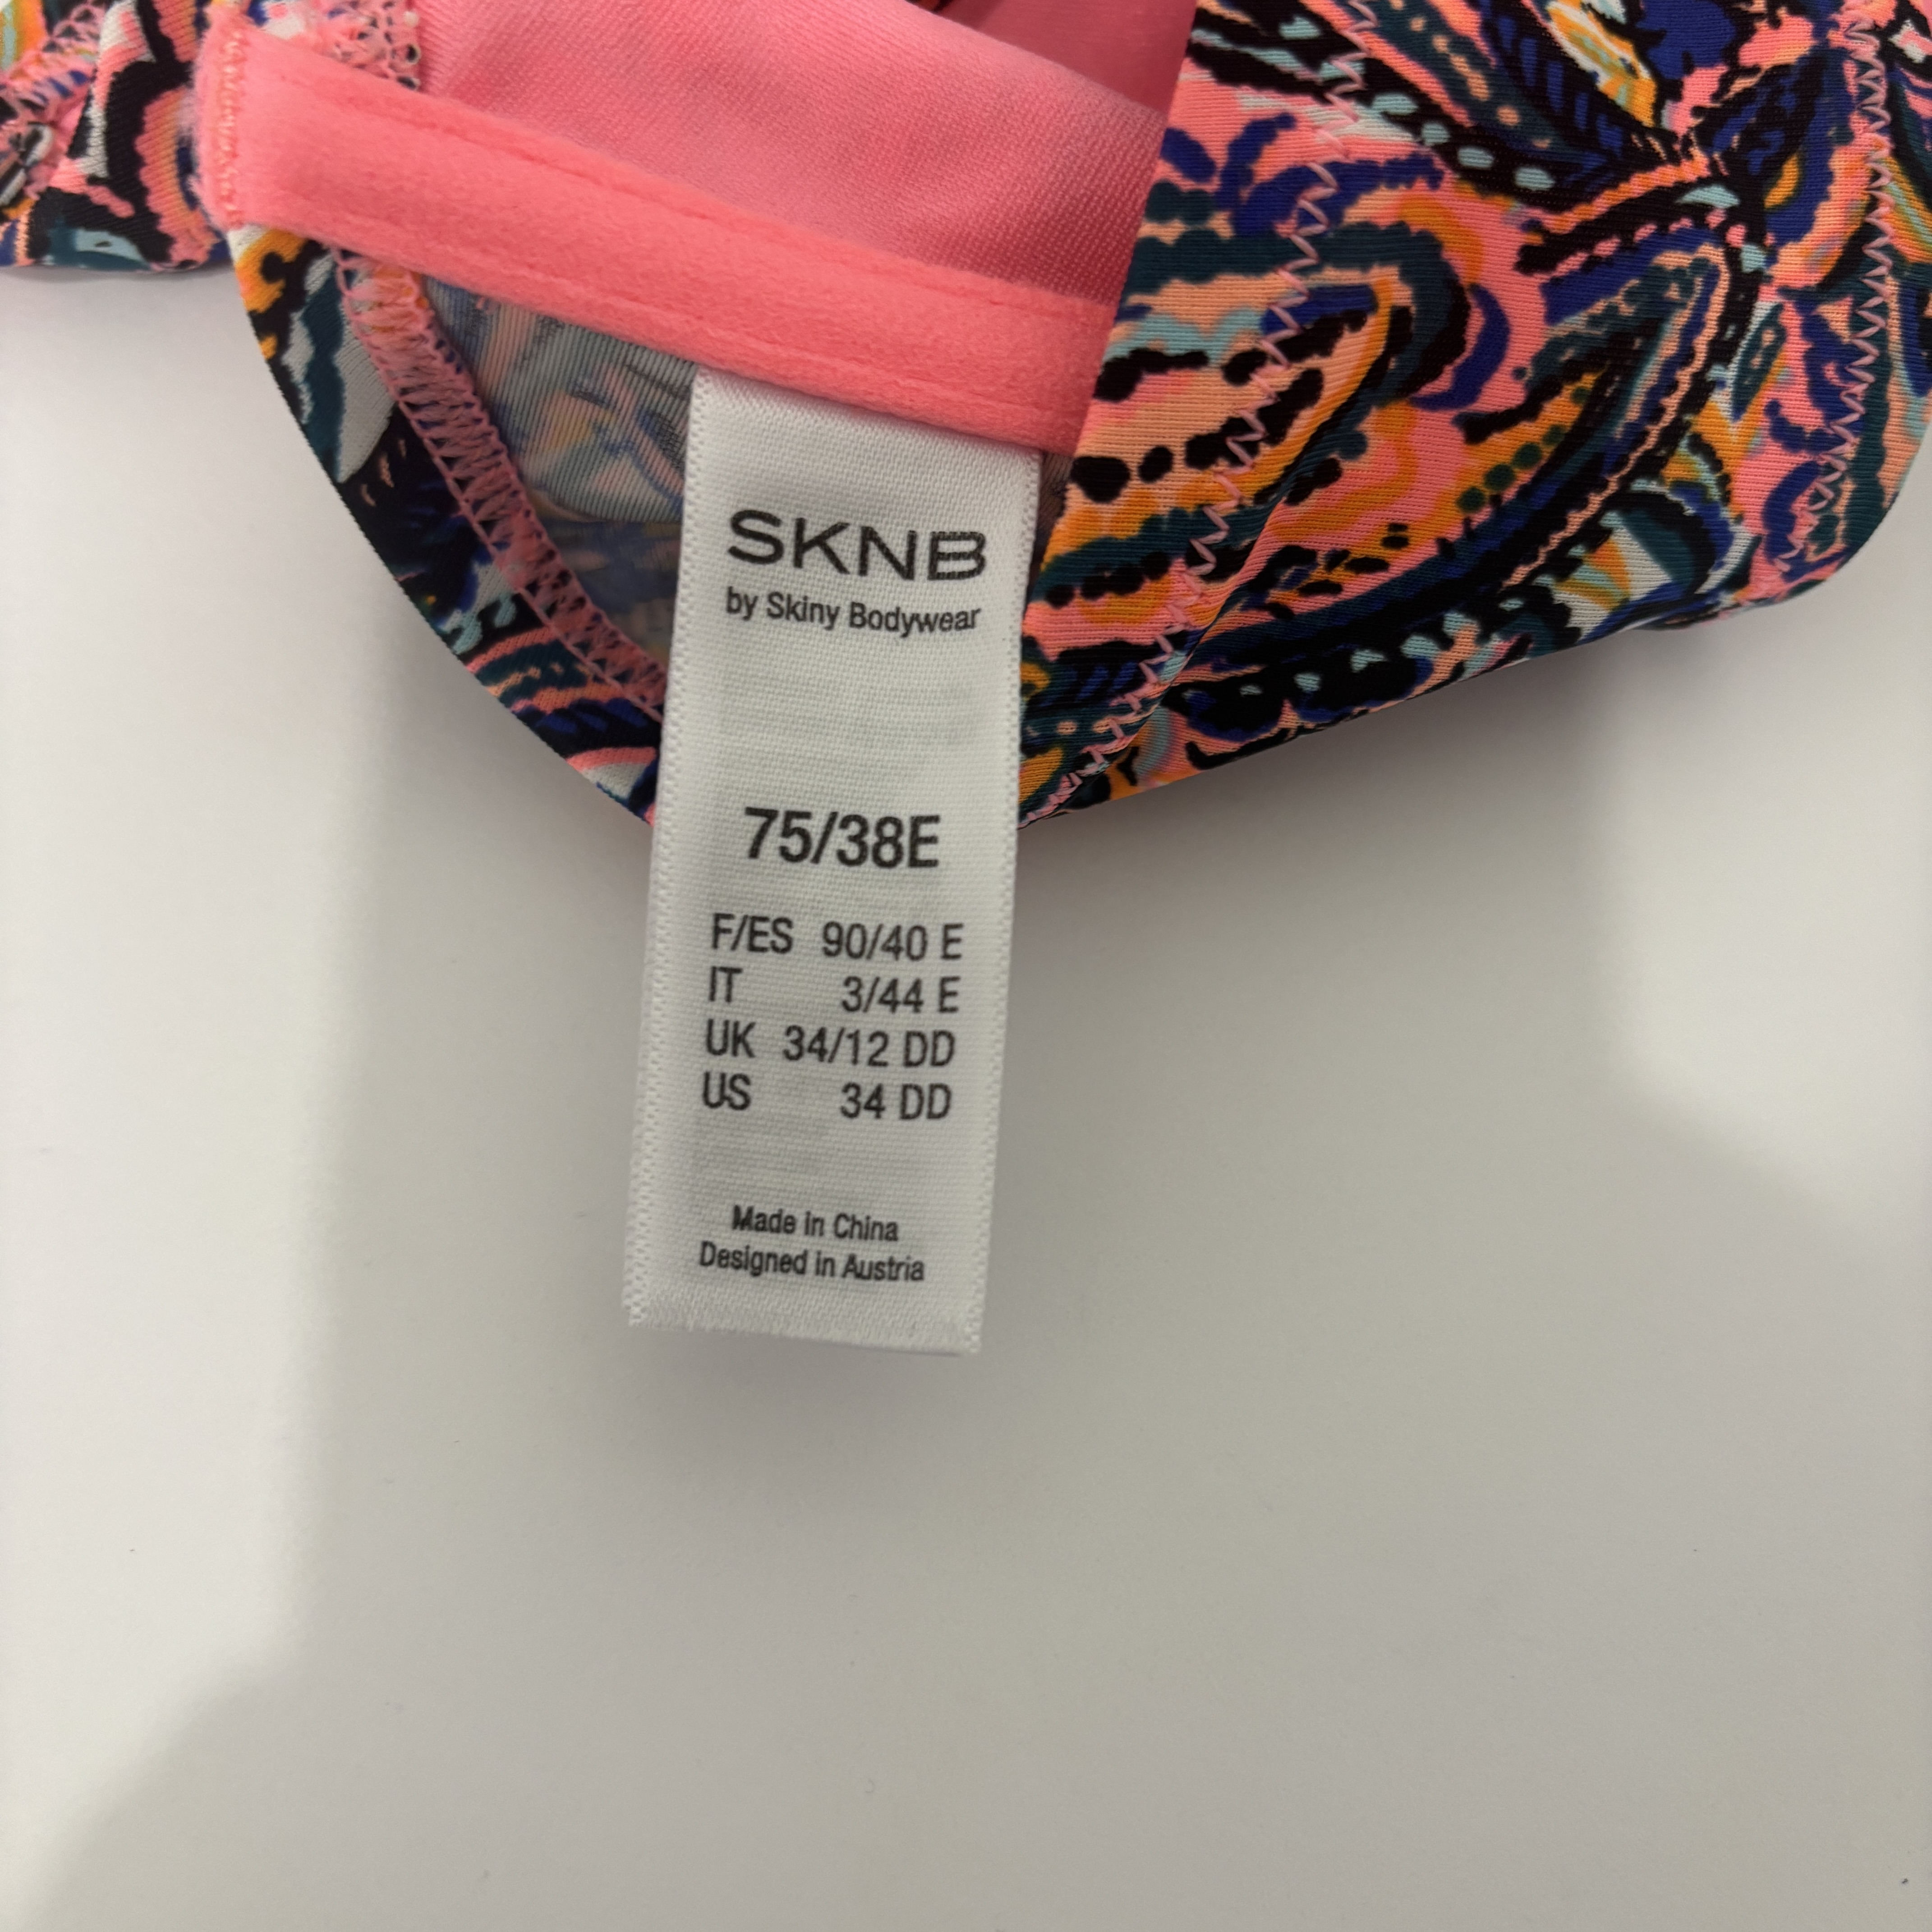 SKNB
by Skiny Bodywear
75/38E
F/ES 90/40 E
IT 3/44 E
UK 34/12 DD
US 34 DD
Made in China
Designed in Austria